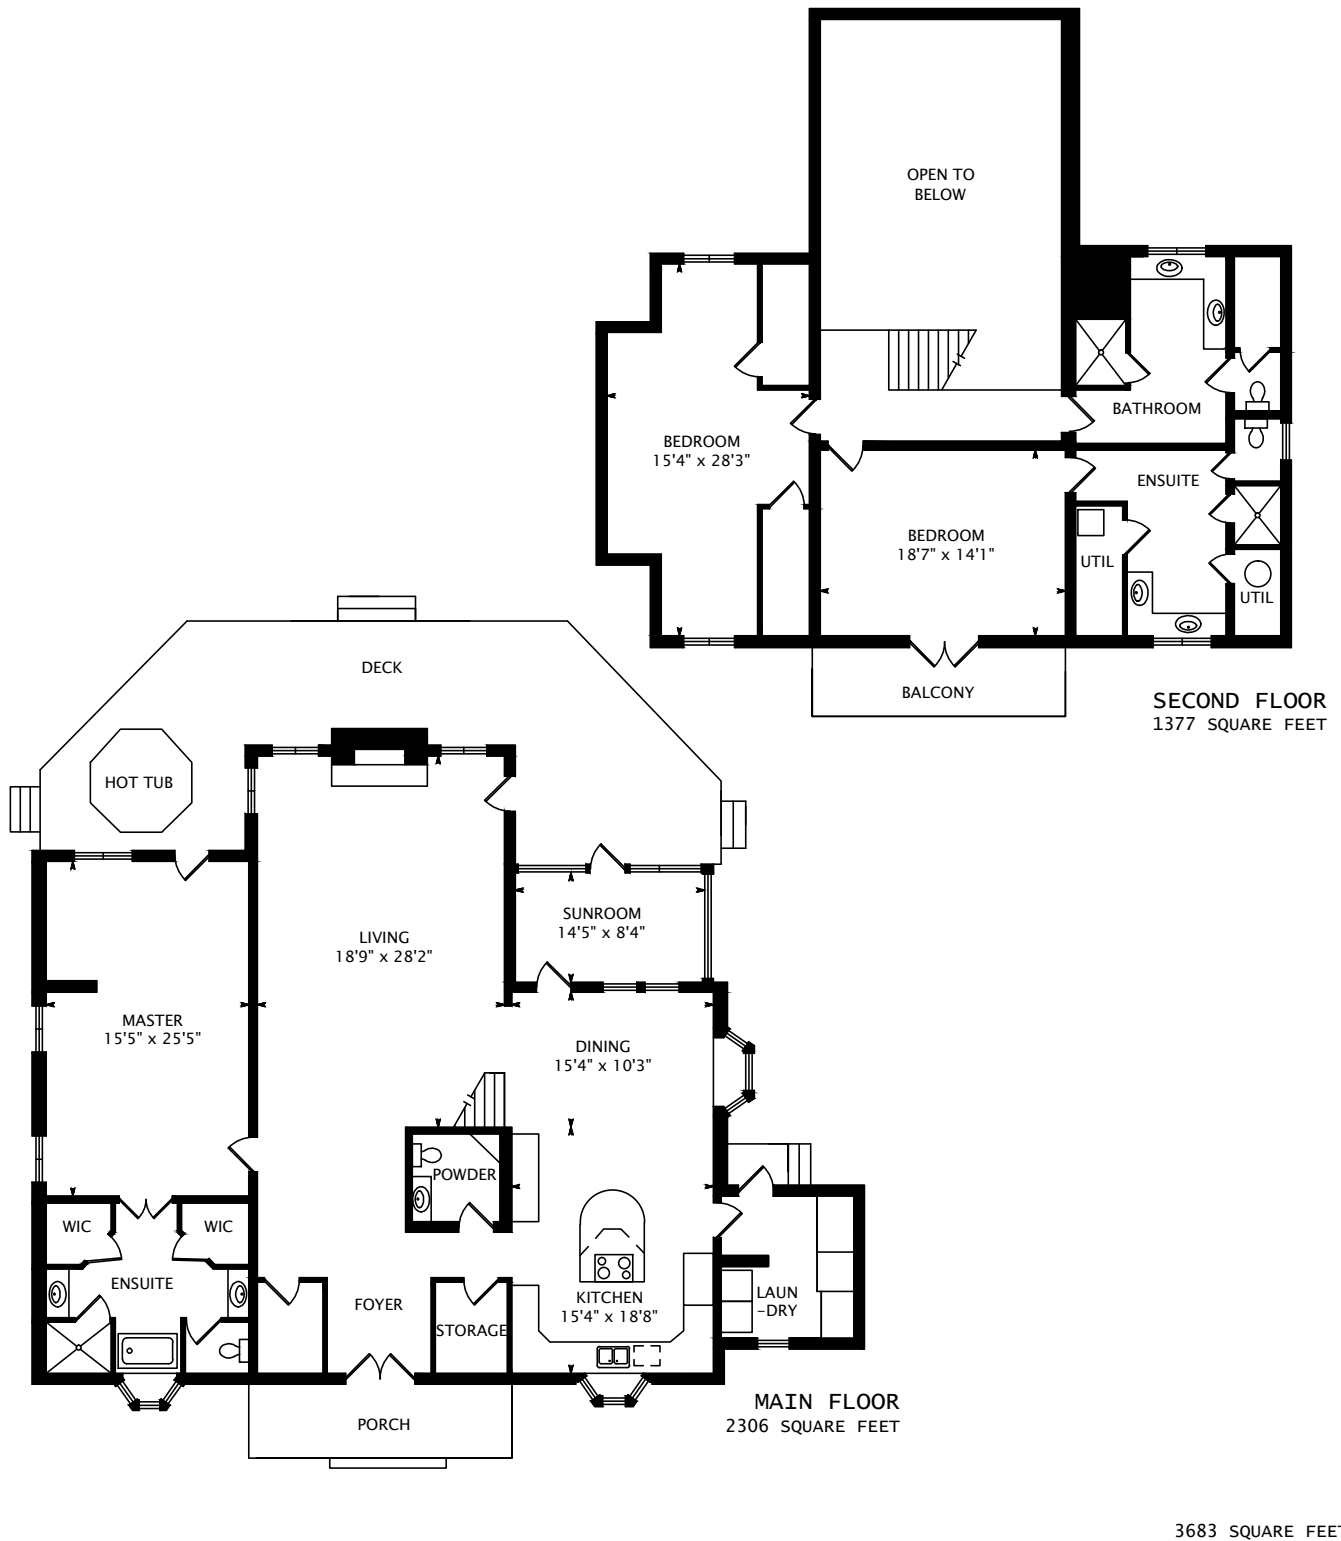 OPEN TO
BELOW
BATHROOM
BEDROOM
15'4" x 28'3"
ENSUITE
BEDROOM
18'7" x 14'1"
UTIL
UTIL
BALCONY
SECOND FLOOR
1377 SQUARE FEET
DECK
HOT TUB
SUNROOM
14'5" x 8'4"
LIVING
18'9" x 28'2"
MASTER
15'5" x 25'5"
DINING
15'4" x 10'3"
POWDER
WIC
WIC
ENSUITE
FOYER
STORAGE
KITCHEN
15'4" x 18'8"
LAUN
-DRY
MAIN FLOOR
2306 SQUARE FEET
PORCH
3683 SQUARE FEET